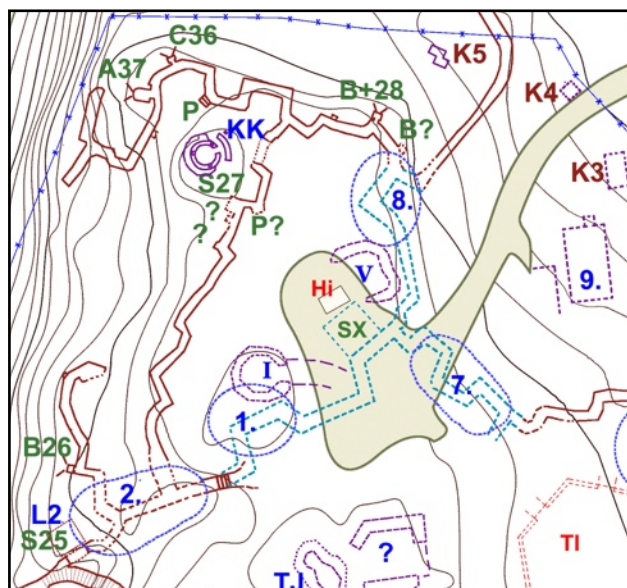 C36
K5
A37
B+28
K4
P
KK
B?
K3
S27
?
8.
?
P?
V
9.
Hi
SX
I
7.
1.
B26
2.
L2
S25
?
TI
T.I